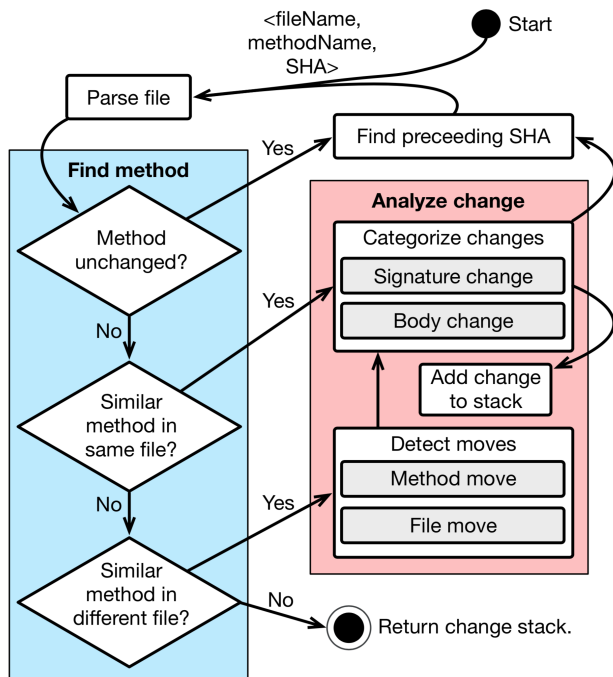 <fileName,
methodName,
SHA>
Start
Parse file
Find preceeding SHA
Yes
Find method
Method
unchanged?
No
Yes
Similar
method in
same file?
No
Yes
Similar
method in
different file?
No
Analyze change
Categorize changes
Signature change
Body change
Add change
to stack
Detect moves
Method move
File move
Return change stack.